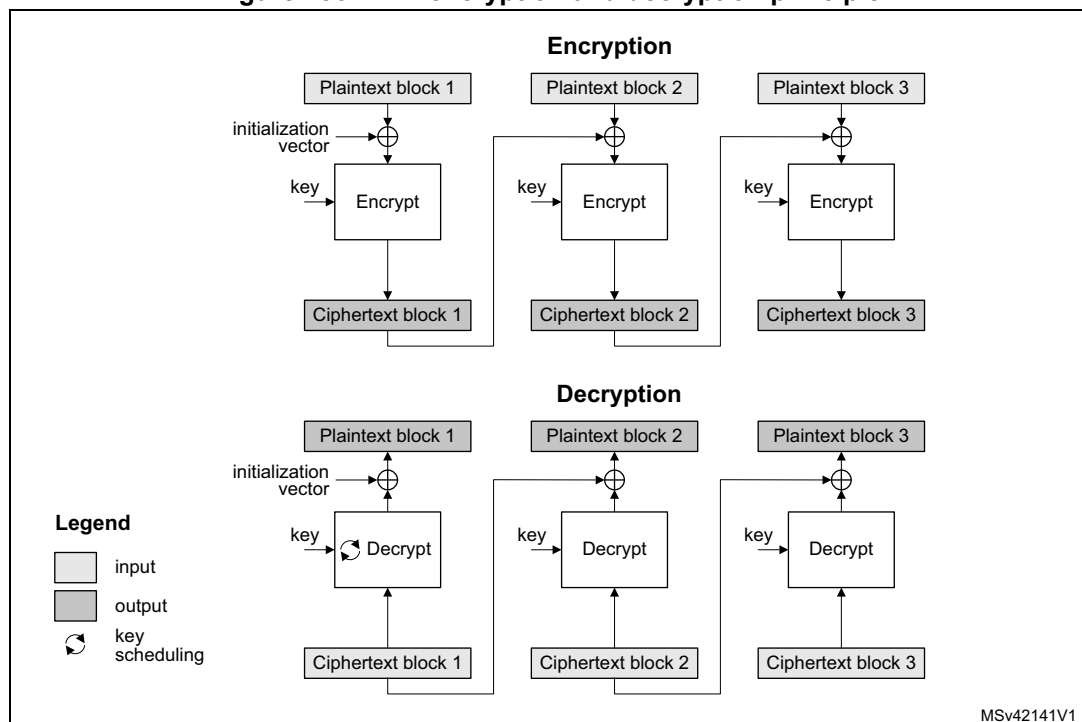 Encryption
Plaintext block 1
Plaintext block 2
Plaintext block 3
initialization
vector
key
Encrypt
key
Encrypt
key
Encrypt
Ciphertext block 1
Ciphertext block 2
Ciphertext block 3
Decryption
Plaintext block 1
Plaintext block 2
Plaintext block 3
initialization
vector
key
Decrypt
key
Decrypt
key
Decrypt
Ciphertext block 1
Ciphertext block 2
Ciphertext block 3
Legend
input
output
key
scheduling
MSv42141V1